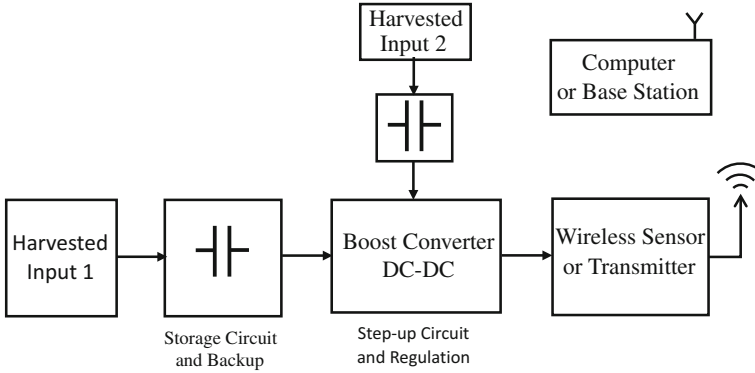 Harvested
Input 2
Computer
or Base Station
Harvested
Input 1
Boost Converter
DC-DC
Wireless Sensor
or Transmitter
Storage Circuit
and Backup
Step-up Circuit
and Regulation